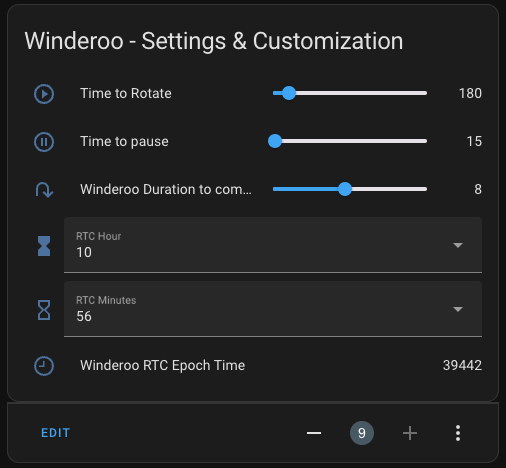 Winderoo - Settings & Customization
Time to Rotate 180
Time to pause 15
Winderoo Duration to com... 8
RTC Hour
10
RTC Minutes
56
Winderoo RTC Epoch Time 39442
EDIT 9